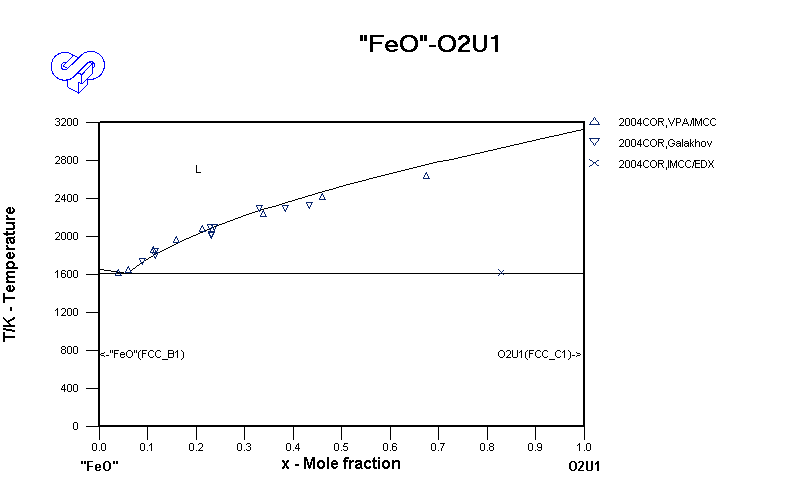 "FeO"-O2U1
3200
2800
2400
2000
1600
1200
800
400
0
T/K - Temperature
L
<-"FeO"(FCC_B1)
O2U1(FCC_C1)->
2004COR,VPA/IMCC
2004COR,Galakhov
2004COR,IMCC/EDX
0.0 0.1 0.2 0.3 0.4 0.5 0.6 0.7 0.8 0.9 1.0
"FeO" x - Mole fraction O2U1